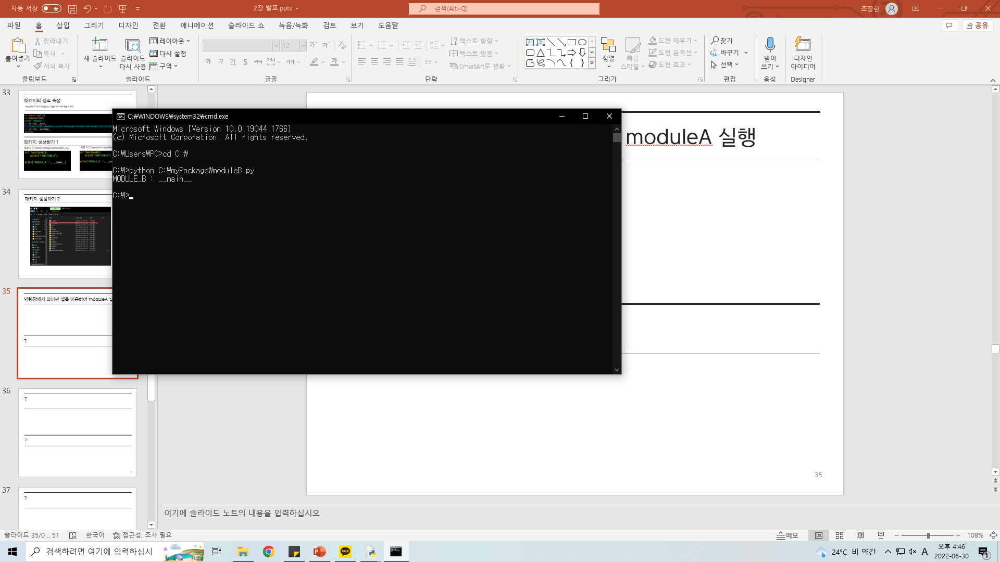 자동 저장 끔
2장 발표.pptx
검색(Alt+Q)
조장현
파일 홈 삽입 그리기 디자인 전환 애니메이션 슬라이드 쇼 녹음/녹화 검토 보기 도움말
공유
붙여넣기
잘라내기
복사
서식 복사
클립보드
새 슬라이드
슬라이드
다시 사용
레이아웃
다시 설정
구역
슬라이드
12
가 가 가 S
글꼴
텍스트 방향
텍스트 맞춤
SmartArt로 변환
단락
정렬
빠른
스타일
도형 채우기
도형 윤곽선
도형 효과
그리기
찾기
바꾸기
선택
편집
받아
쓰기
음성
디자인
아이디어
Designer
33
패키지의 경로 속성
패키지 생성하기 1
34
패키지 생성하기 2
35
명령창에서 파이썬 셸을 이용하여 moduleA 실
?
36
?
?
37
?
C:₩WINDOWS₩system32₩cmd.exe
Microsoft Windows [Version 10.0.19044.1766]
(c) Microsoft Corporation. All rights reserved.
C:₩Users₩PC>cd C:₩
C:₩>python C:₩myPackage₩moduleB.py
MODULE_B : __main__
C:₩>
moduleA 실행
35
여기에 슬라이드 노트의 내용을 입력하십시오
슬라이드 35/0 .. 51 한국어 접근성: 조사 필요
메모
108%
검색하려면 여기에 입력하십시
TALK
24°C 비 약간
A
오후 4:46
2022-06-30
1